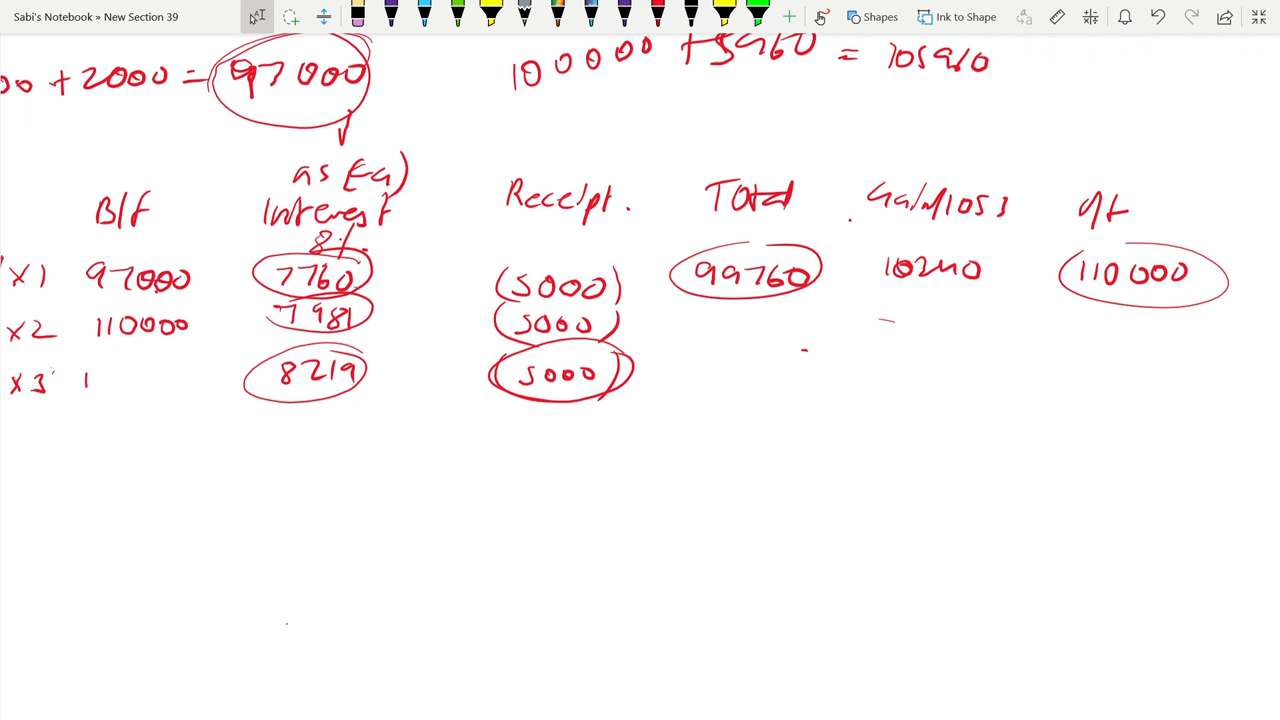 Sabi's Notebook » New Section 39
Shapes Ink to Shape
00 + 2000 = 97000
100000 + 5960 = 105960
as (Ea)
B/f Interest Receipt. Total Gain/loss c/f
8%
X1 97000 7760 (5000) 99760 10240 110000
X2 110000 7981 (5000)
X3 1 8219 (5000)